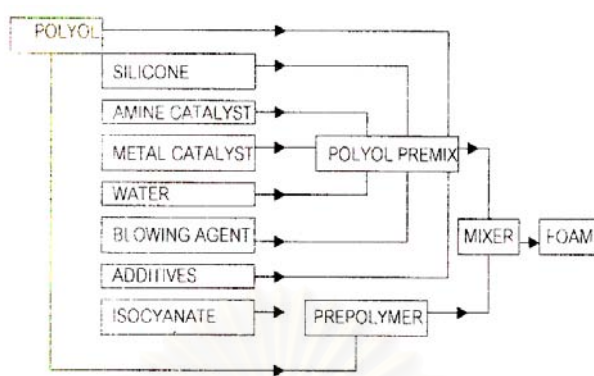 POLYOL
SILICONE
AMINE CATALYST
METAL CATALYST
POLYOL PREMIX
WATER
BLOWING AGENT
MIXER
FOAM
ADDITIVES
ISOCYANATE
PREPOLYMER